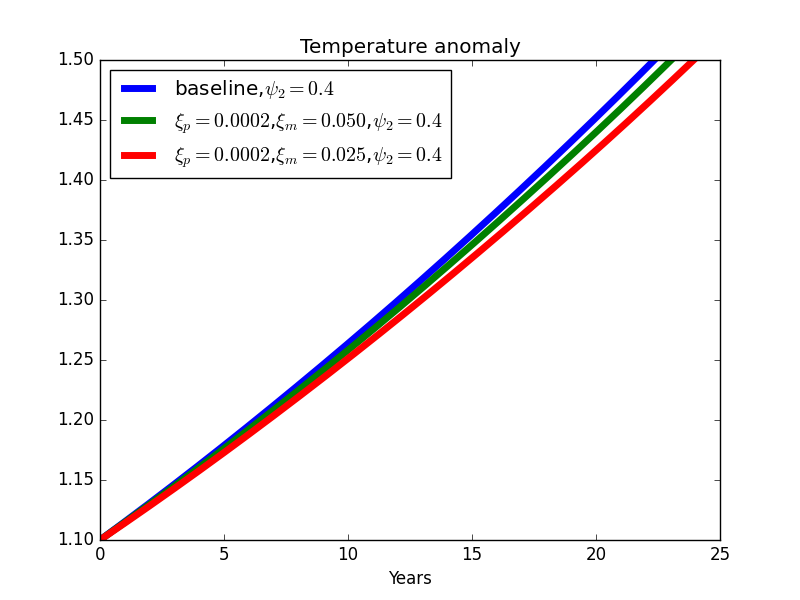 Temperature anomaly
1.50
1.45
1.40
1.35
1.30
1.25
1.20
1.15
1.10
baseline,ψ₂ = 0.4
ξₚ = 0.0002,ξₘ = 0.050,ψ₂ = 0.4
ξₚ = 0.0002,ξₘ = 0.025,ψ₂ = 0.4
0 5 10 15 20 25
Years